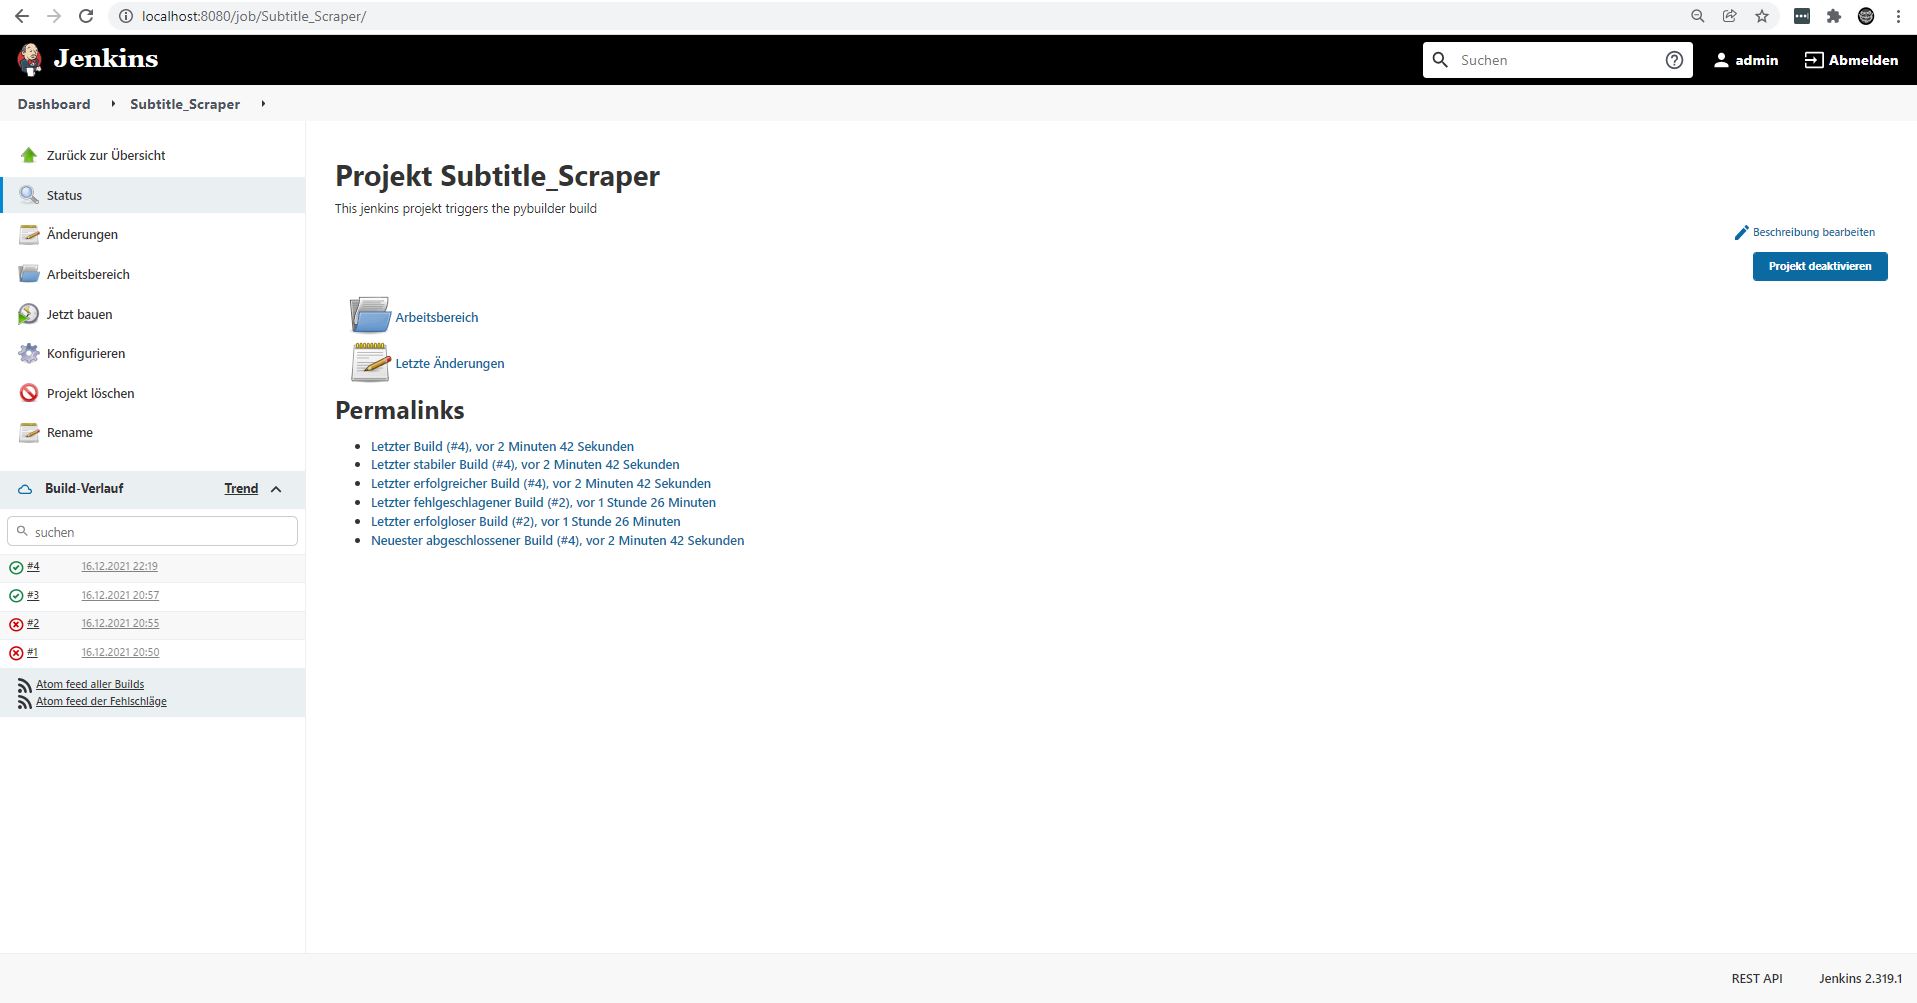 localhost:8080/job/Subtitle_Scraper/
Jenkins
Suchen
admin
Abmelden
Dashboard
Subtitle_Scraper
Zurück zur Übersicht
Status
Änderungen
Arbeitsbereich
Jetzt bauen
Konfigurieren
Projekt löschen
Rename
Build-Verlauf
Trend
suchen
#4 16.12.2021 22:19
#3 16.12.2021 20:57
#2 16.12.2021 20:55
#1 16.12.2021 20:50
Atom feed aller Builds
Atom feed der Fehlschläge
Projekt Subtitle_Scraper
This jenkins projekt triggers the pybuilder build
Beschreibung bearbeiten
Projekt deaktivieren
Arbeitsbereich
Letzte Änderungen
Permalinks
Letzter Build (#4), vor 2 Minuten 42 Sekunden
Letzter stabiler Build (#4), vor 2 Minuten 42 Sekunden
Letzter erfolgreicher Build (#4), vor 2 Minuten 42 Sekunden
Letzter fehlgeschlagener Build (#2), vor 1 Stunde 26 Minuten
Letzter erfolgloser Build (#2), vor 1 Stunde 26 Minuten
Neuester abgeschlossener Build (#4), vor 2 Minuten 42 Sekunden
REST API
Jenkins 2.319.1